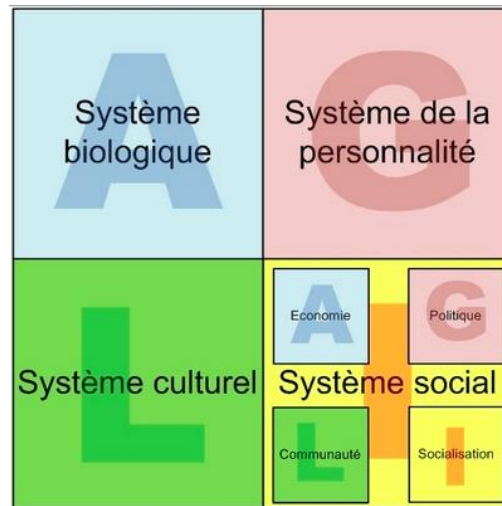 A
Système
biologique
G
Système de la
personnalité
L
Système culturel
I
Système social
A
Economie
G
Politique
L
Communauté
I
Socialisation